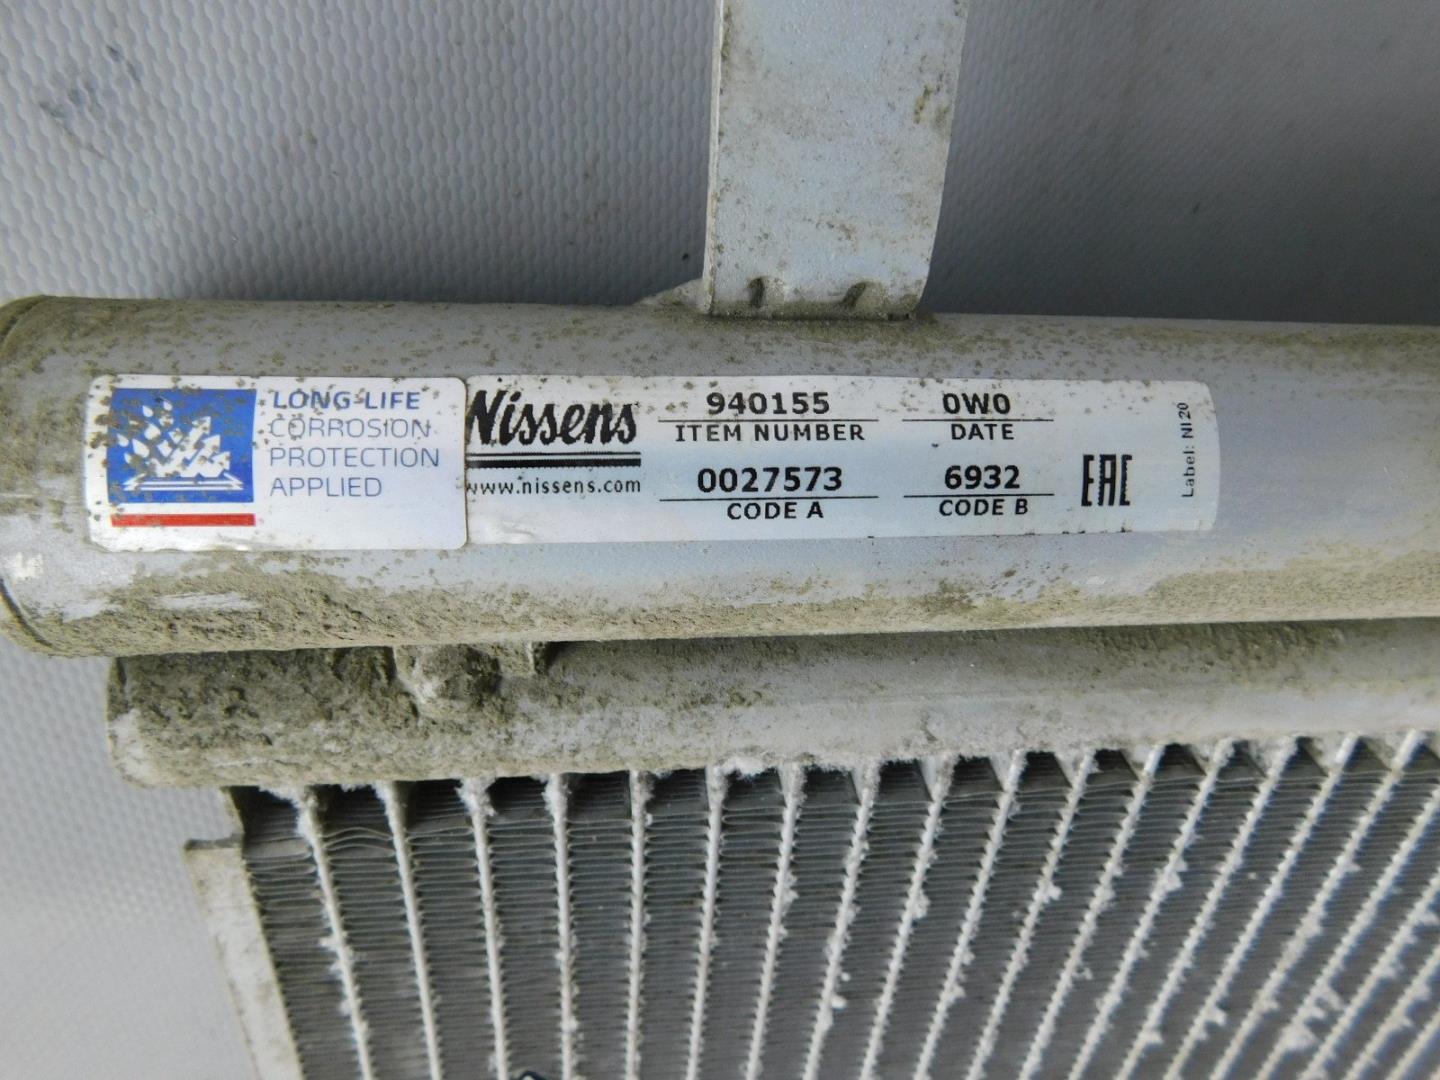 LONG-LIFE
CORROSION
PROTECTION
APPLIED
Nissens
www.nissens.com
940155
ITEM NUMBER
0W0
DATE
0027573
CODE A
6932
CODE B
EAC
Label: NI20